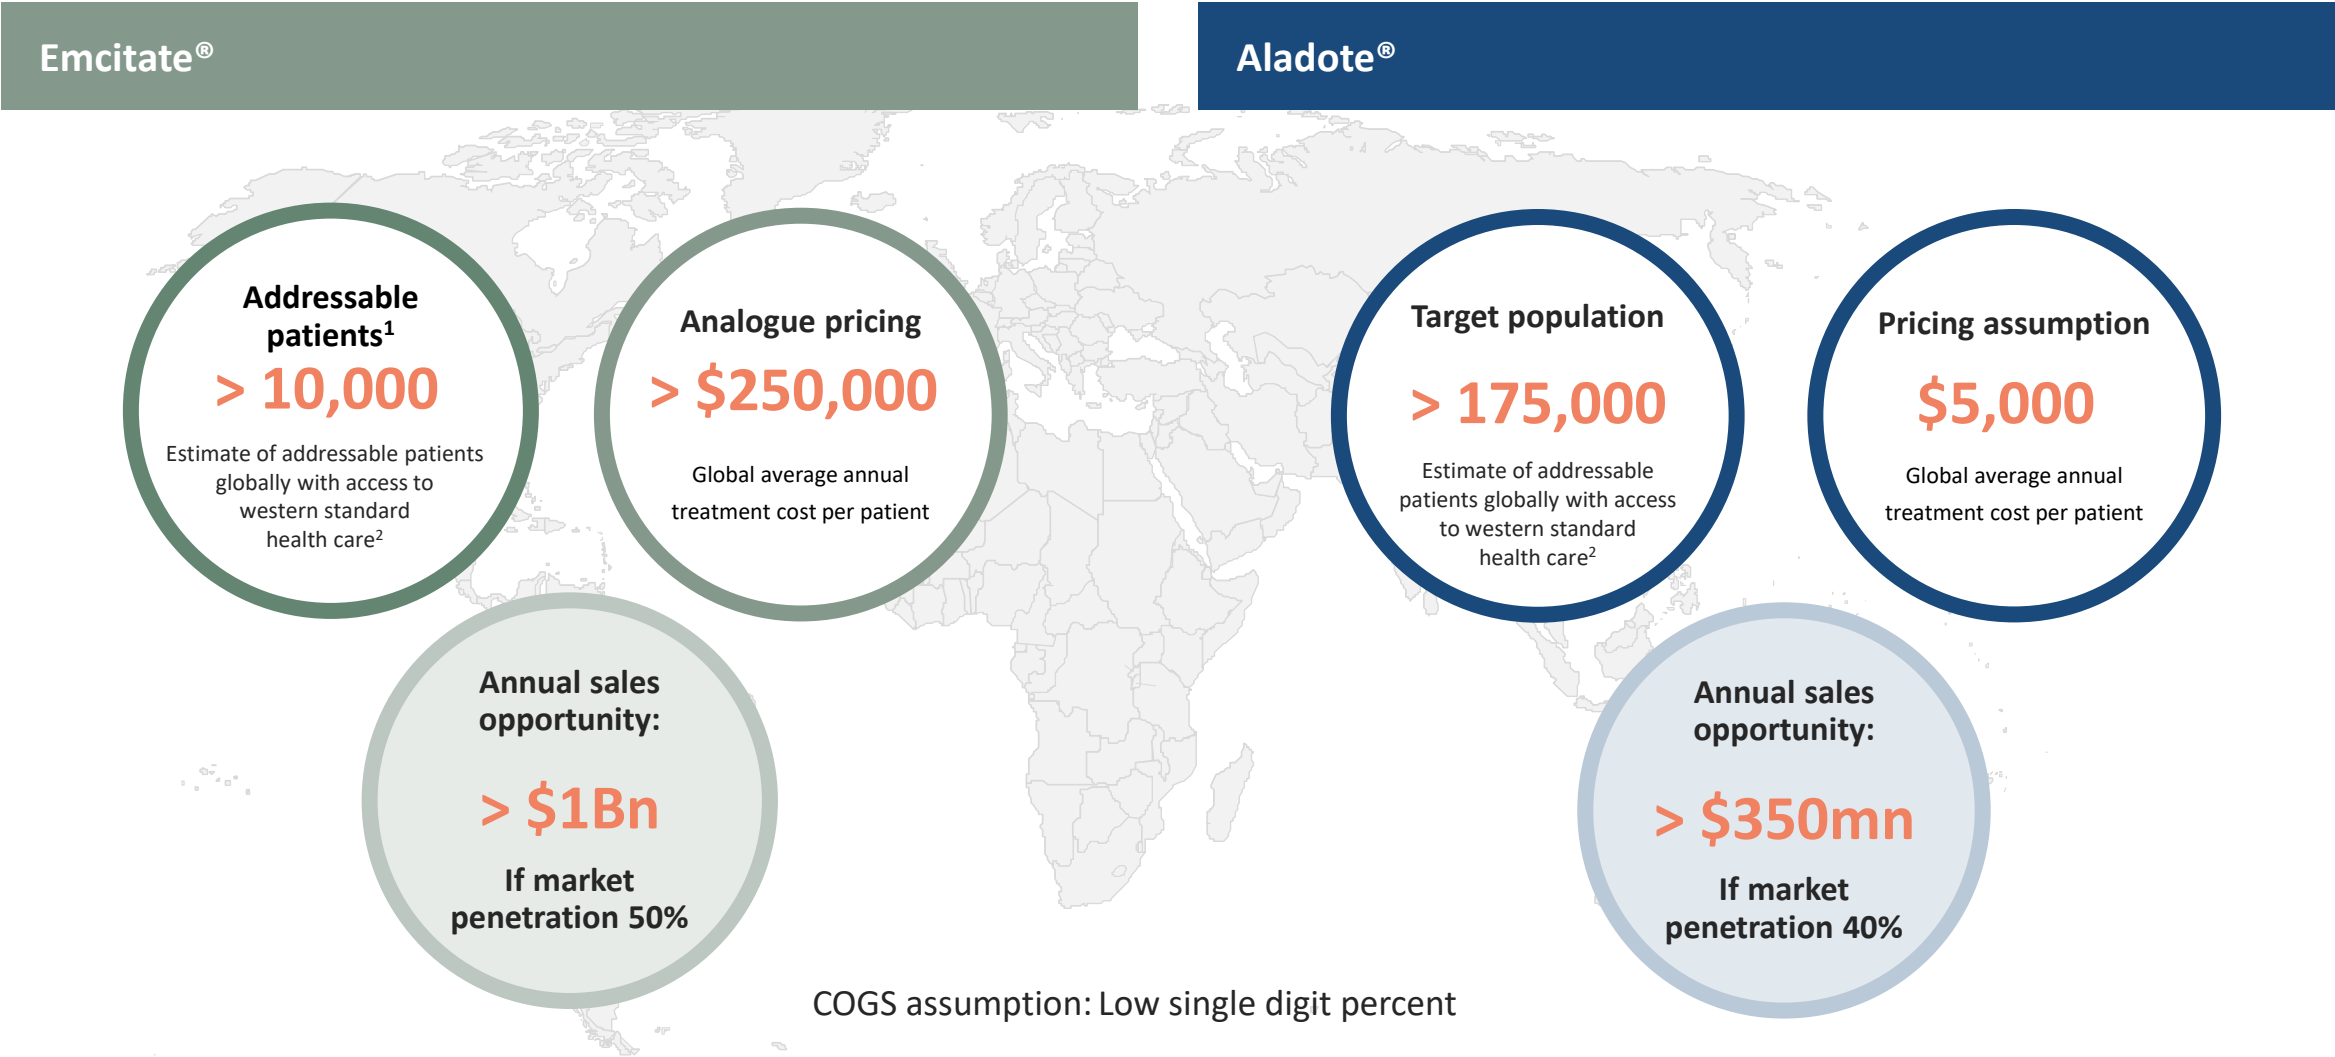 Emcitate®
Aladote®
Addressable
patients¹
> 10,000
Estimate of addressable patients
globally with access to
western standard
health care²
Analogue pricing
> $250,000
Global average annual
treatment cost per patient
Annual sales
opportunity:
> $1Bn
If market
penetration 50%
Target population
> 175,000
Estimate of addressable
patients globally with access
to western standard
health care²
Pricing assumption
$5,000
Global average annual
treatment cost per patient
Annual sales
opportunity:
> $350mn
If market
penetration 40%
COGS assumption: Low single digit percent